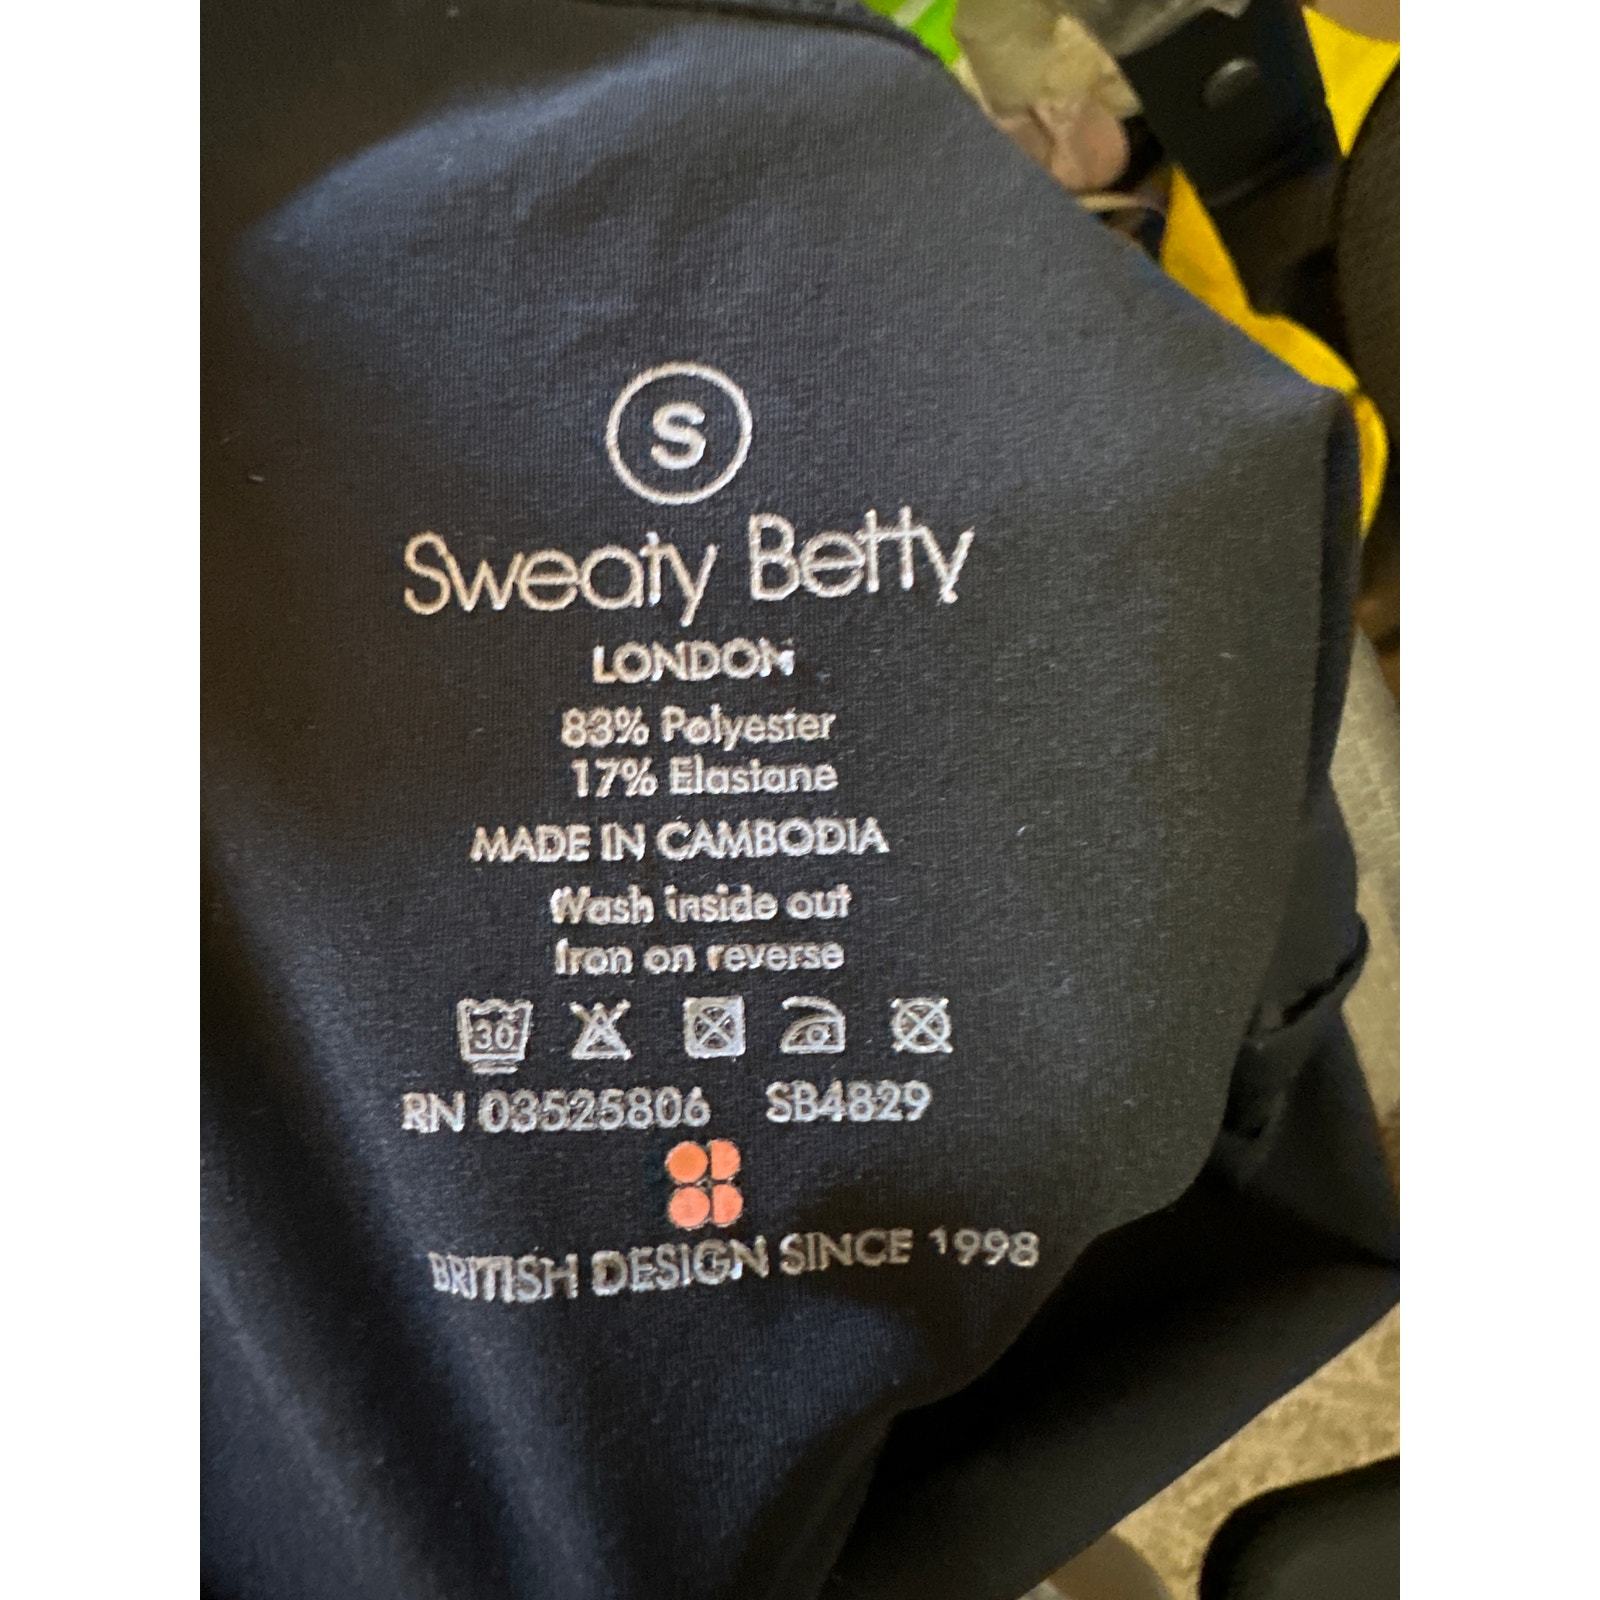 S
Sweaty Betty
LONDON
83% Polyester
17% Elastane
MADE IN CAMBODIA
Wash inside out
Iron on reverse
30
RN 03525806 SB4829
BRITISH DESIGN SINCE 1998